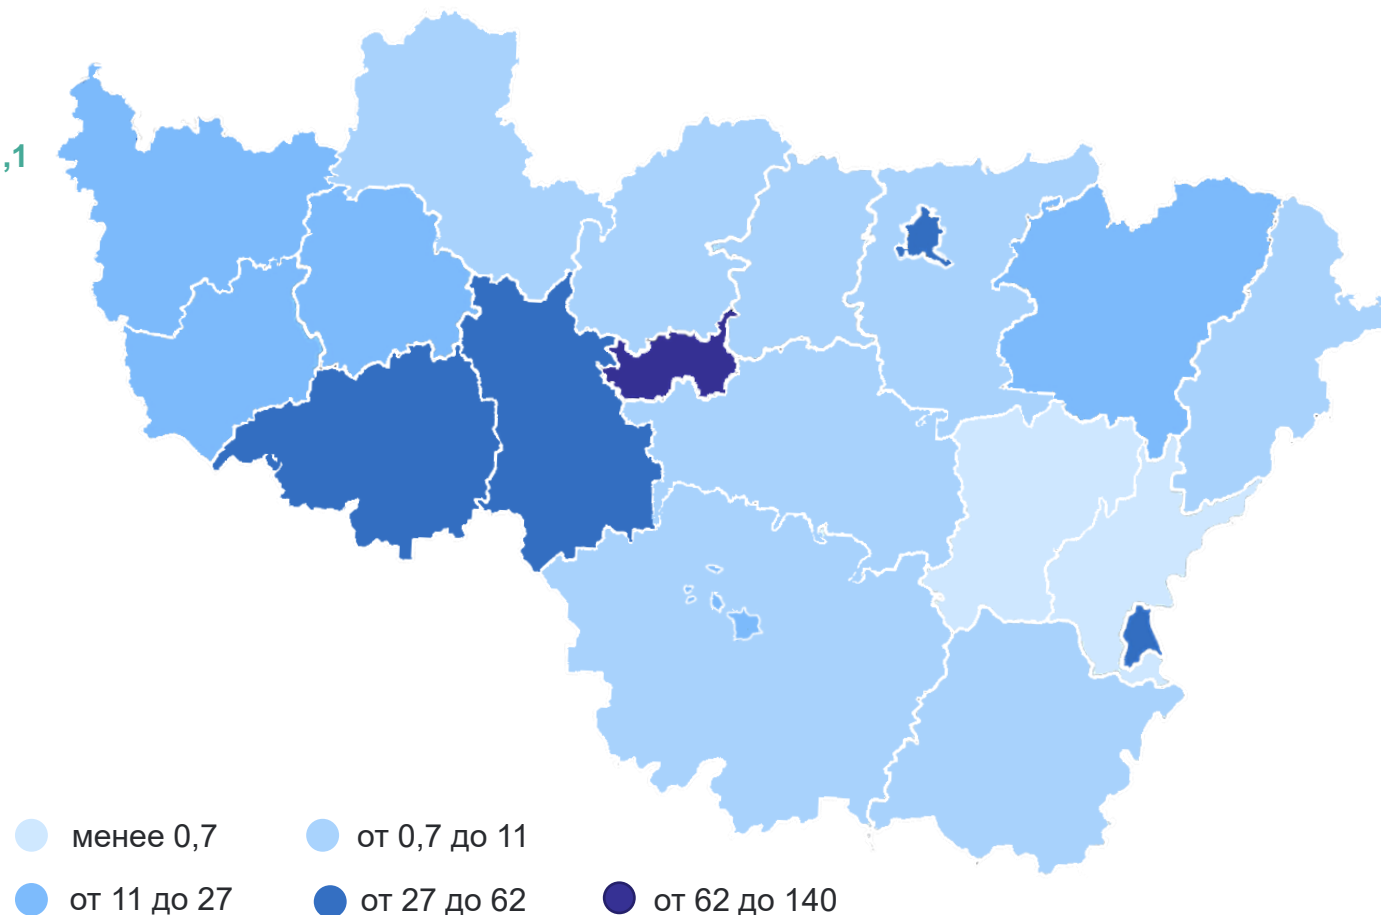 ,1
менее 0,7
от 0,7 до 11
от 11 до 27
от 27 до 62
от 62 до 140